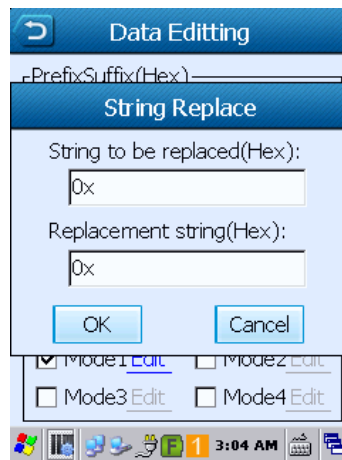 Data Editting
PrefixSuffix(Hex)
String Replace
String to be replaced(Hex):
0x
Replacement string(Hex):
0x
OK Cancel
Mode1 Edit Mode2 Edit
Mode3 Edit Mode4 Edit
F 1 3:04 AM